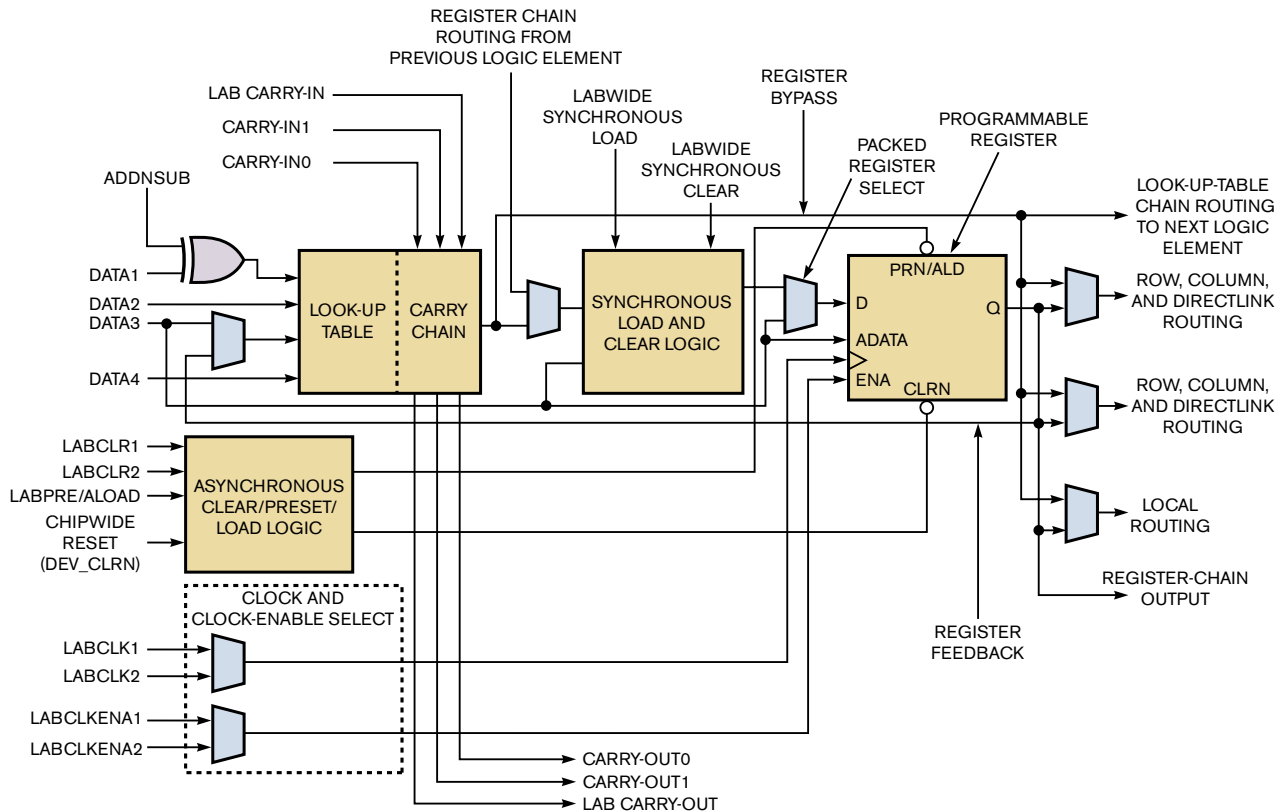 REGISTER CHAIN
ROUTING FROM
PREVIOUS LOGIC ELEMENT
LAB CARRY-IN
CARRY-IN1
CARRY-IN0
ADDNSUB
LABWIDE
SYNCHRONOUS
LOAD
LABWIDE
SYNCHRONOUS
CLEAR
REGISTER
BYPASS
PACKED
REGISTER
SELECT
PROGRAMMABLE
REGISTER
LOOK-UP-TABLE
CHAIN ROUTING
TO NEXT LOGIC
ELEMENT
DATA1
DATA2
DATA3
DATA4
LOOK-UP
TABLE
CARRY
CHAIN
SYNCHRONOUS
LOAD AND
CLEAR LOGIC
PRN/ALD
D
Q
ADATA
ENA
CLRN
ROW, COLUMN,
AND DIRECTLINK
ROUTING
ROW, COLUMN,
AND DIRECTLINK
ROUTING
LOCAL
ROUTING
REGISTER-CHAIN
OUTPUT
REGISTER
FEEDBACK
LABCLR1
LABCLR2
LABPRE/ALOAD
CHIPWIDE
RESET
(DEV_CLRN)
ASYNCHRONOUS
CLEAR/PRESET/
LOAD LOGIC
CLOCK AND
CLOCK-ENABLE SELECT
LABCLK1
LABCLK2
LABCLKENA1
LABCLKENA2
CARRY-OUT0
CARRY-OUT1
LAB CARRY-OUT